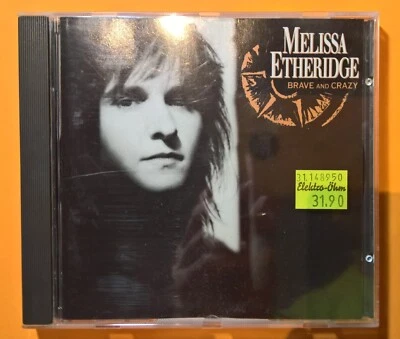 MELISSA
ETHERIDGE
BRAVE AND CRAZY
31.148950
Elektro-Ohm
31.90